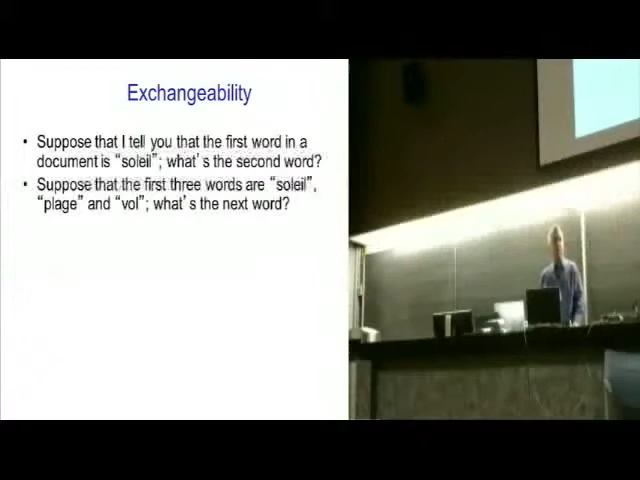 Exchangeability
• Suppose that I tell you that the first word in a
document is “soleil”; what’s the second word?
• Suppose that the first three words are “soleil”,
“plage” and “vol”; what’s the next word?